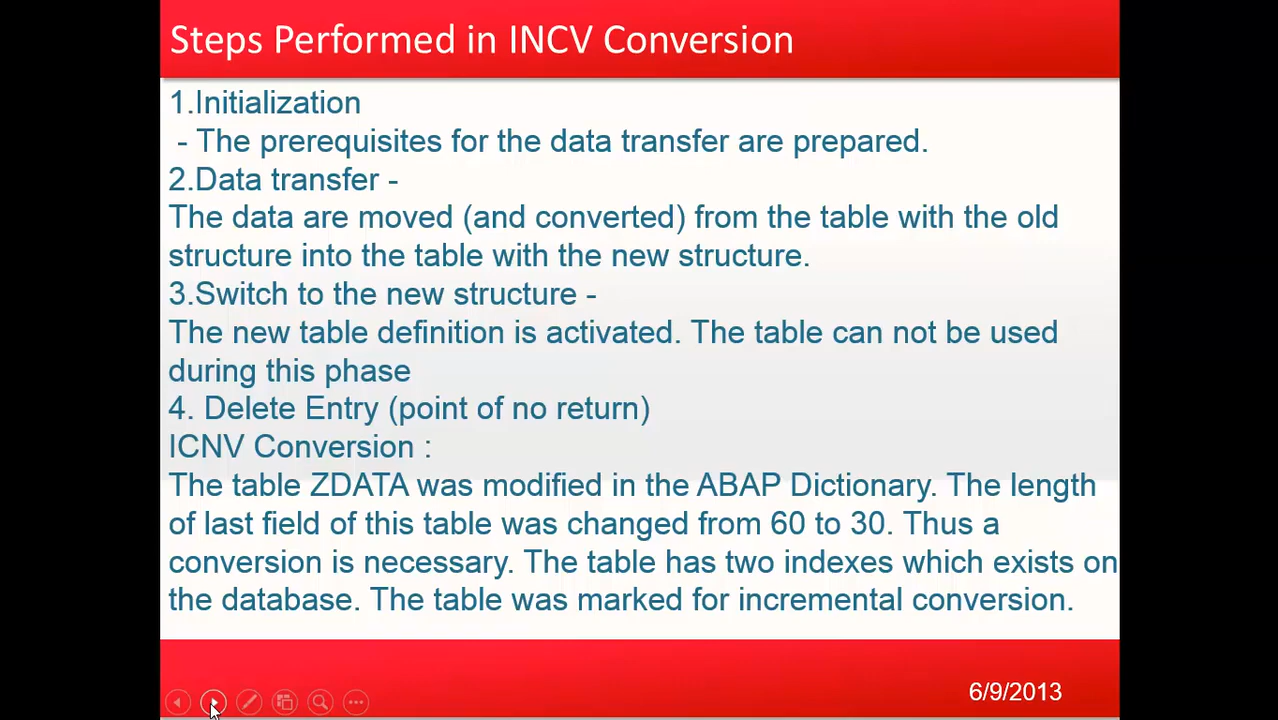 Steps Performed in INCV Conversion
1.Initialization
- The prerequisites for the data transfer are prepared.
2.Data transfer -
The data are moved (and converted) from the table with the old
structure into the table with the new structure.
3.Switch to the new structure -
The new table definition is activated. The table can not be used
during this phase
4. Delete Entry (point of no return)
ICNV Conversion :
The table ZDATA was modified in the ABAP Dictionary. The length
of last field of this table was changed from 60 to 30. Thus a
conversion is necessary. The table has two indexes which exists on
the database. The table was marked for incremental conversion.
6/9/2013